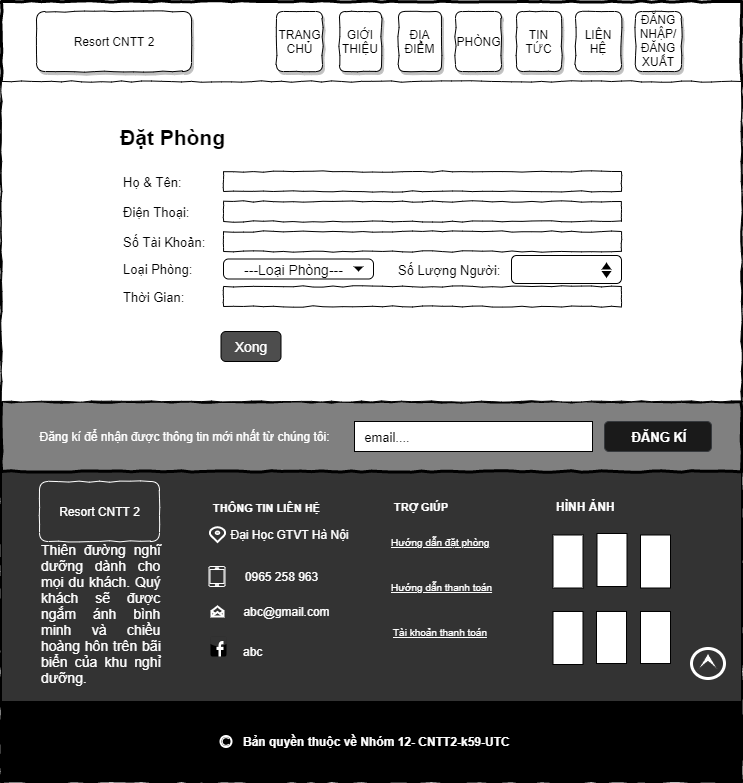 Resort CNTT 2
TRANG
CHỦ
GIỚI
THIỆU
ĐỊA
ĐIỂM
PHÒNG
TIN
TỨC
LIÊN
HỆ
ĐĂNG
NHẬP/
ĐĂNG
XUẤT
Đặt Phòng
Họ & Tên:
Điện Thoại:
Số Tài Khoản:
Loại Phòng:
---Loại Phòng---
Số Lượng Người:
Thời Gian:
Xong
Đăng kí để nhận được thông tin mới nhất từ chúng tôi:
email....
ĐĂNG KÍ
Resort CNTT 2
Thiên đường nghĩ
dưỡng dành cho
mọi du khách. Quý
khách sẽ được
ngắm ánh bình
minh và chiều
hoàng hôn trên bãi
biển của khu nghỉ
dưỡng.
THÔNG TIN LIÊN HỆ
Đại Học GTVT Hà Nội
0965 258 963
abc@gmail.com
abc
TRỢ GIÚP
Hướng dẫn đặt phòng
Hướng dẫn thanh toán
Tài khoản thanh toán
HÌNH ẢNH
Bản quyền thuộc về Nhóm 12- CNTT2-k59-UTC